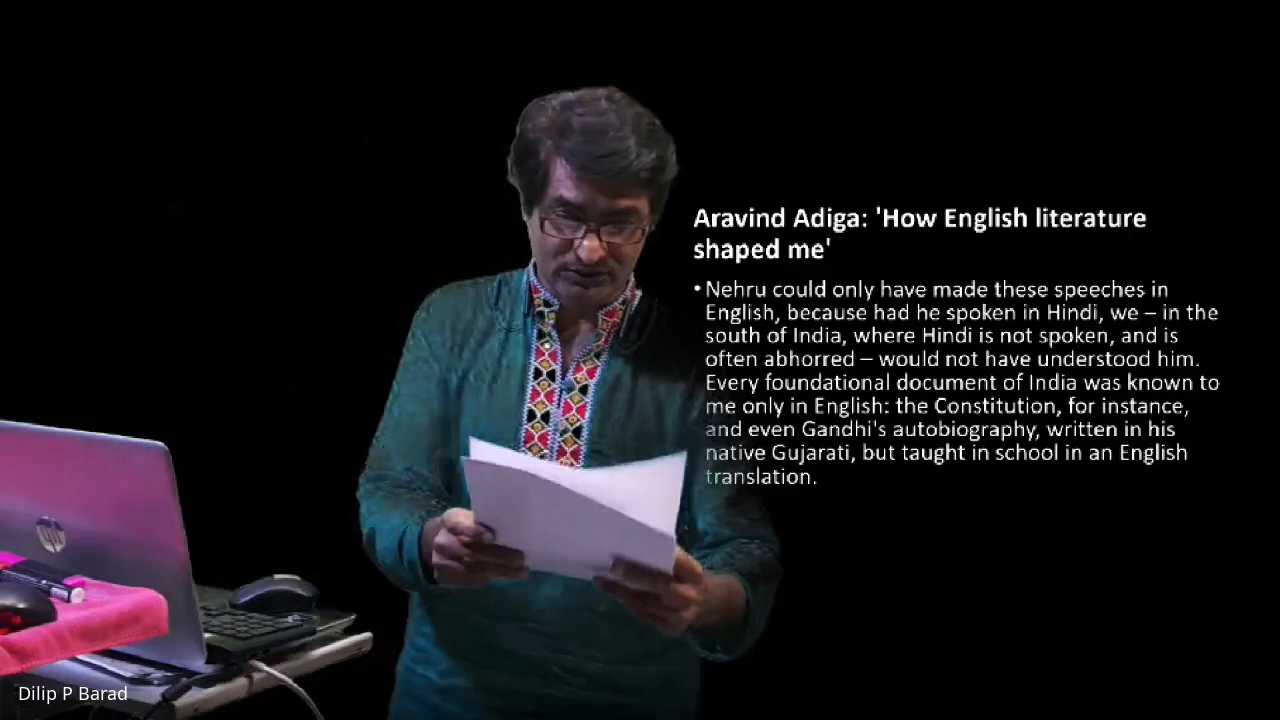 Aravind Adiga: 'How English literature
shaped me'
• Nehru could only have made these speeches in
English, because had he spoken in Hindi, we – in the
south of India, where Hindi is not spoken, and is
often abhorred – would not have understood him.
Every foundational document of India was known to
me only in English: the Constitution, for instance,
and even Gandhi's autobiography, written in his
native Gujarati, but taught in school in an English
translation.
hp
Dilip P Barad